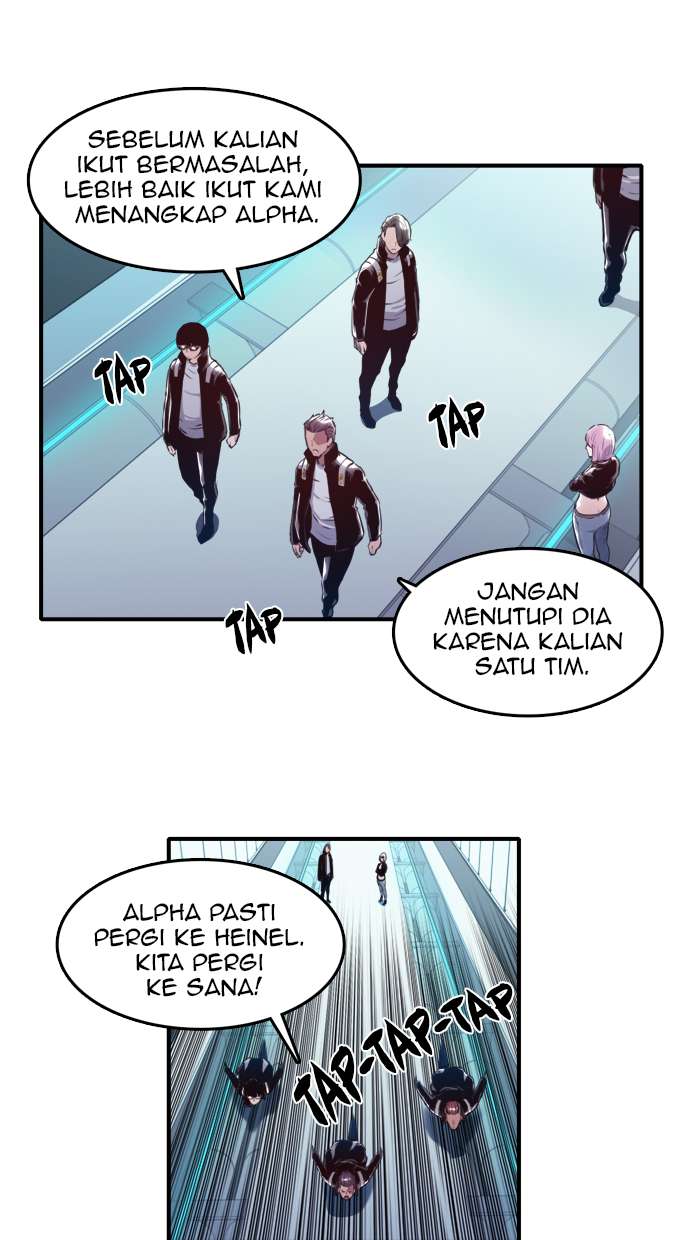 SEBELUM KALIAN
IKUT BERMASALAH,
LEBIH BAIK IKUT KAMI
MENANGKAP ALPHA.
TAP
TAP
TAP
JANGAN
MENUTUPI DIA
KARENA KALIAN
SATU TIM.
ALPHA PASTI
PERGI KE HEINEL.
KITA PERGI
KE SANA!
TAP-TAP-TAP